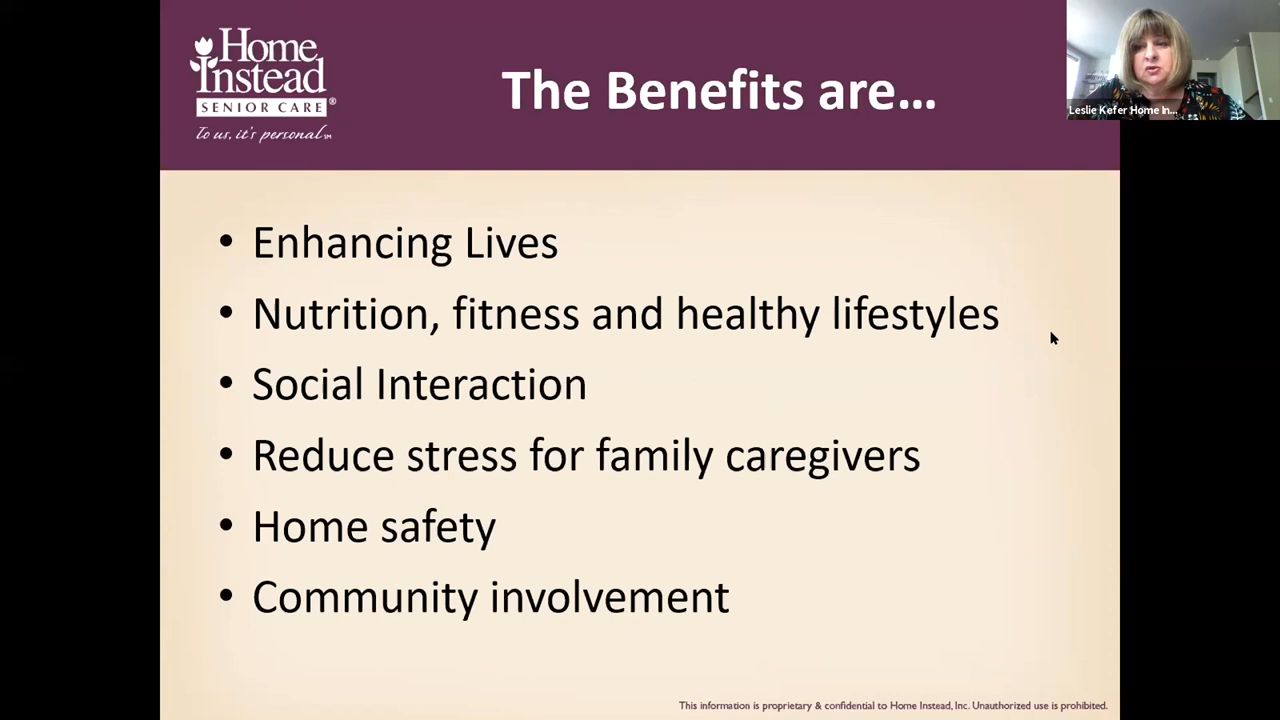 Home
Instead
SENIOR CARE®
To us, it's personal.SM
The Benefits are...
Leslie Kefer Home In...
• Enhancing Lives
• Nutrition, fitness and healthy lifestyles
• Social Interaction
• Reduce stress for family caregivers
• Home safety
• Community involvement
This information is proprietary & confidential to Home Instead, Inc. Unauthorized use is prohibited.